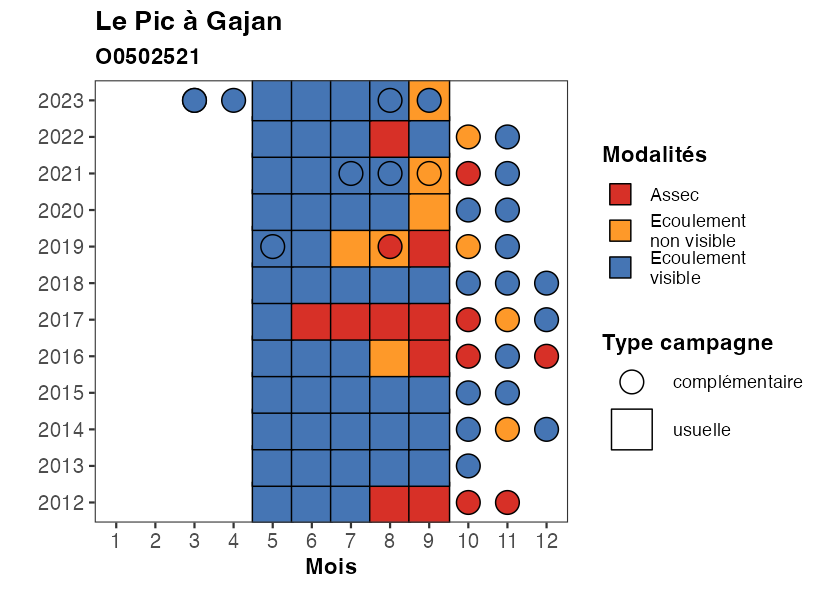 Le Pic à Gajan
O0502521
2023
2022
2021
2020
2019
2018
2017
2016
2015
2014
2013
2012
1 2 3 4 5 6 7 8 9 10 11 12
Mois
Modalités
Assec
Ecoulement
non visible
Ecoulement
visible
Type campagne
complémentaire
usuelle